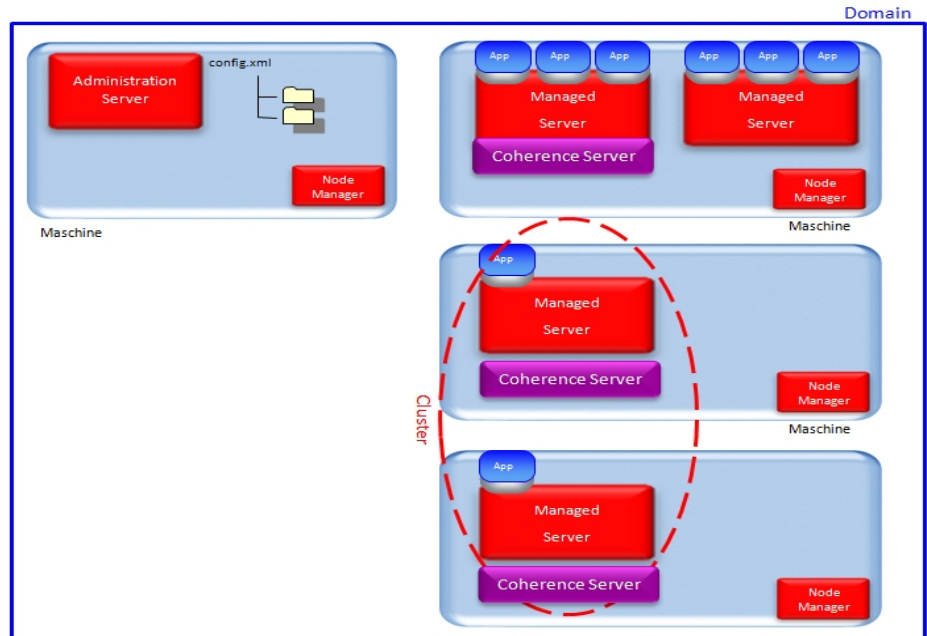 Domain
Administration
Server
config.xml
Node
Manager
Maschine
App
App
App
App
App
App
Managed
Server
Managed
Server
Coherence Server
Node
Manager
Maschine
App
Managed
Server
Coherence Server
Node
Manager
Maschine
Cluster
App
Managed
Server
Coherence Server
Node
Manager